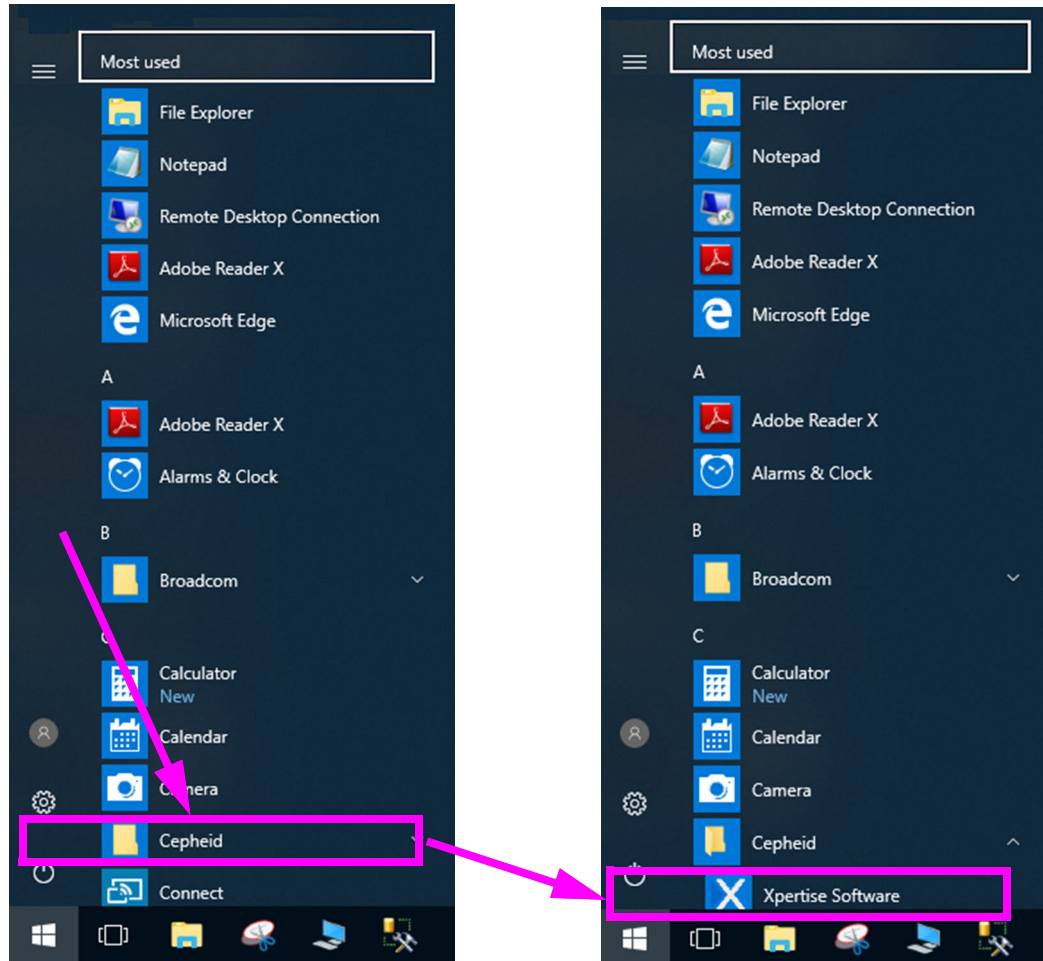 Most used
File Explorer
Notepad
Remote Desktop Connection
Adobe Reader X
Microsoft Edge
A
Adobe Reader X
Alarms & Clock
B
Broadcom
C
Calculator
New
Calendar
Camera
Cepheid
Connect
Most used
File Explorer
Notepad
Remote Desktop Connection
Adobe Reader X
Microsoft Edge
A
Adobe Reader X
Alarms & Clock
B
Broadcom
C
Calculator
New
Calendar
Camera
Cepheid
Xpertise Software